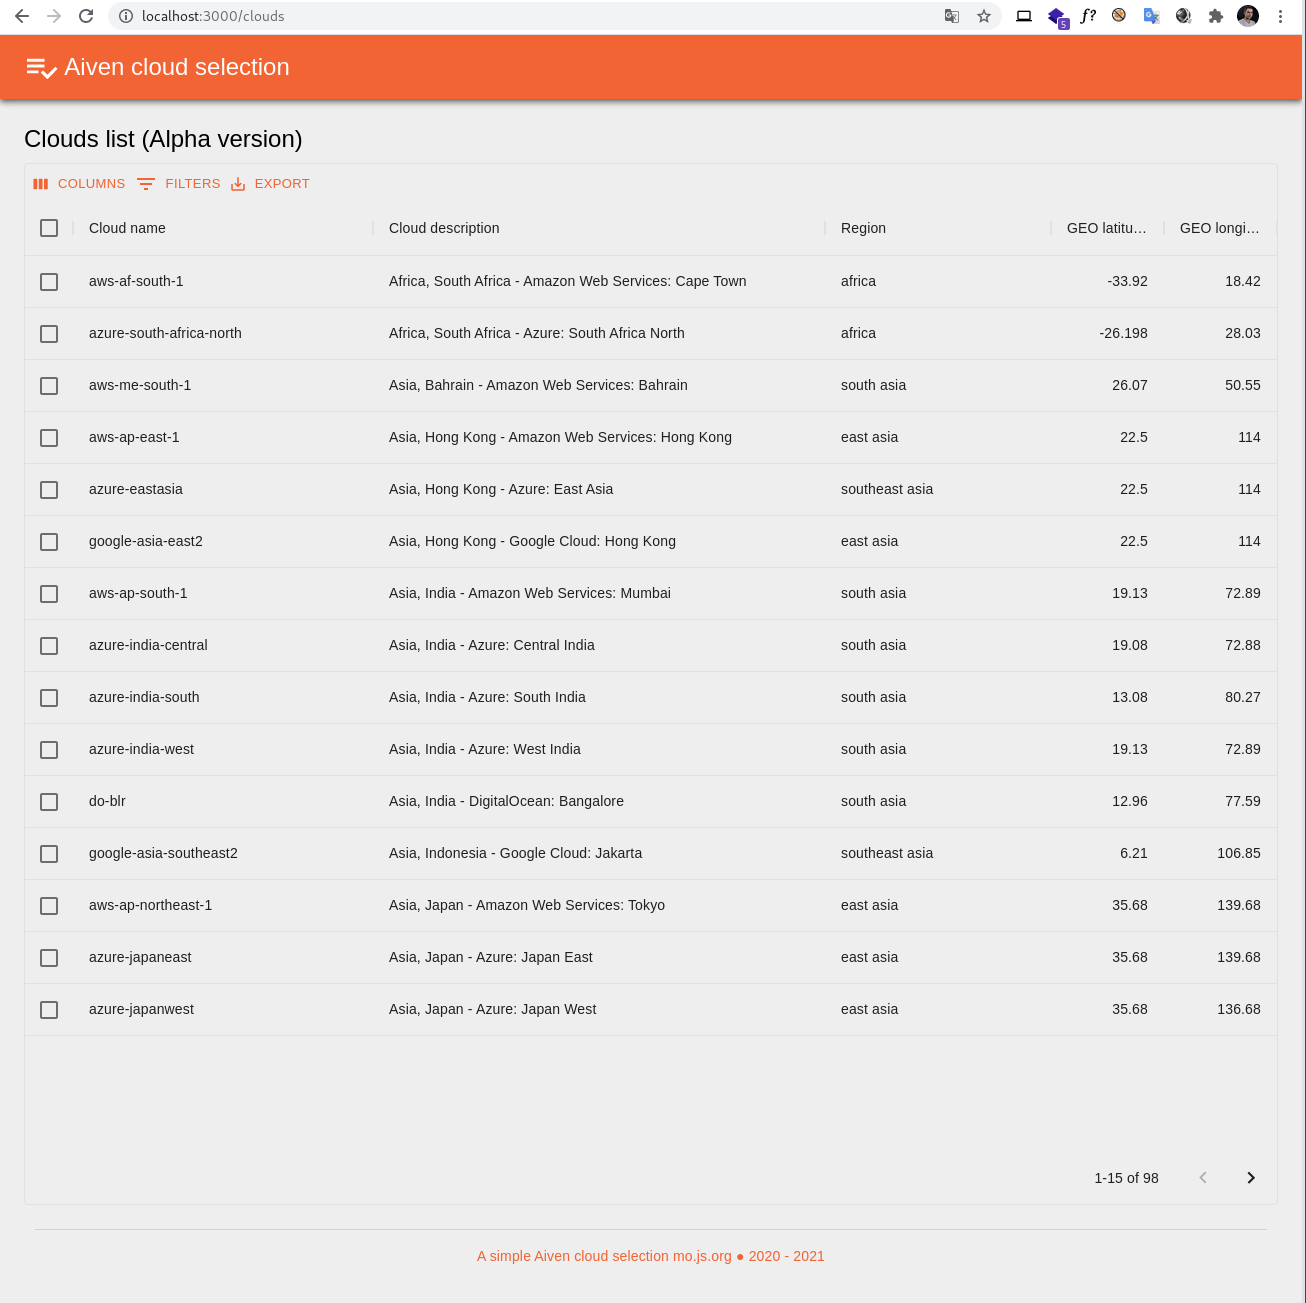 localhost:3000/clouds
5
f?
Aiven cloud selection
Clouds list (Alpha version)
COLUMNS FILTERS EXPORT
Cloud name Cloud description Region GEO latitu... GEO longi...
aws-af-south-1 Africa, South Africa - Amazon Web Services: Cape Town africa -33.92 18.42
azure-south-africa-north Africa, South Africa - Azure: South Africa North africa -26.198 28.03
aws-me-south-1 Asia, Bahrain - Amazon Web Services: Bahrain south asia 26.07 50.55
aws-ap-east-1 Asia, Hong Kong - Amazon Web Services: Hong Kong east asia 22.5 114
azure-eastasia Asia, Hong Kong - Azure: East Asia southeast asia 22.5 114
google-asia-east2 Asia, Hong Kong - Google Cloud: Hong Kong east asia 22.5 114
aws-ap-south-1 Asia, India - Amazon Web Services: Mumbai south asia 19.13 72.89
azure-india-central Asia, India - Azure: Central India south asia 19.08 72.88
azure-india-south Asia, India - Azure: South India south asia 13.08 80.27
azure-india-west Asia, India - Azure: West India south asia 19.13 72.89
do-blr Asia, India - DigitalOcean: Bangalore south asia 12.96 77.59
google-asia-southeast2 Asia, Indonesia - Google Cloud: Jakarta southeast asia 6.21 106.85
aws-ap-northeast-1 Asia, Japan - Amazon Web Services: Tokyo east asia 35.68 139.68
azure-japaneast Asia, Japan - Azure: Japan East east asia 35.68 139.68
azure-japanwest Asia, Japan - Azure: Japan West east asia 35.68 136.68
1-15 of 98
A simple Aiven cloud selection mo.js.org ● 2020 - 2021